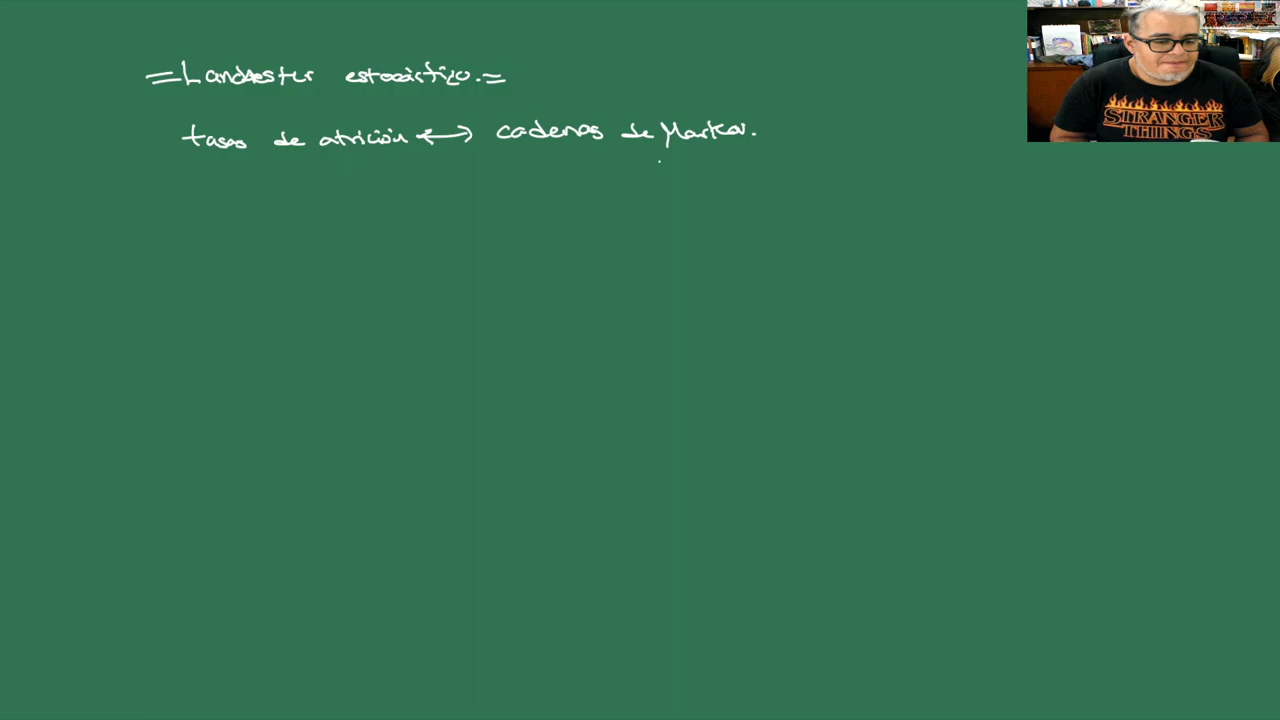 = Lanchester estocástico. =
tasas de atrición ↔ cadenas de Markov.
STRANGER
THINGS